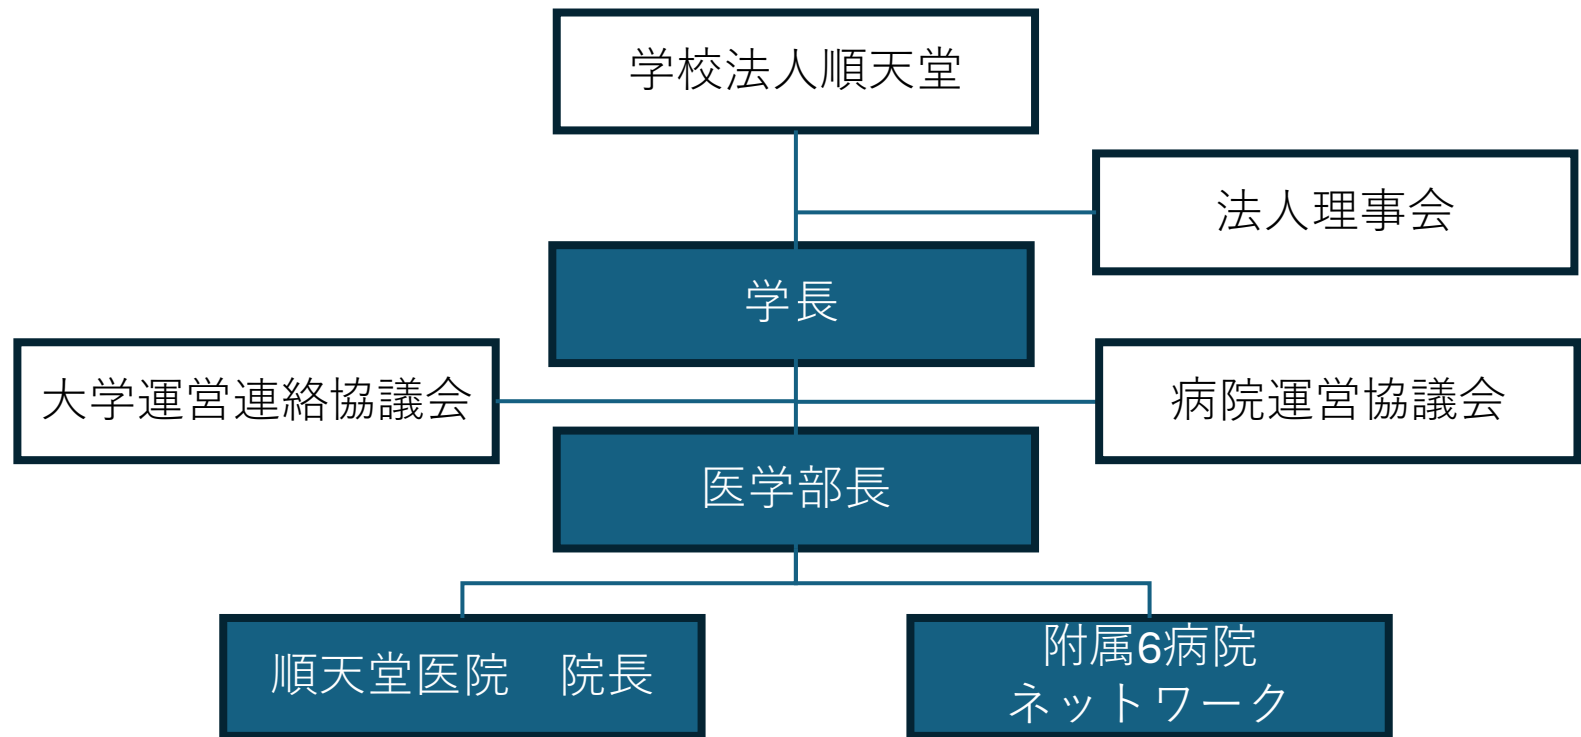 学校法人順天堂
法人理事会
学長
大学運営連絡協議会
病院運営協議会
医学部長
順天堂医院　院長
附属6病院
ネットワーク